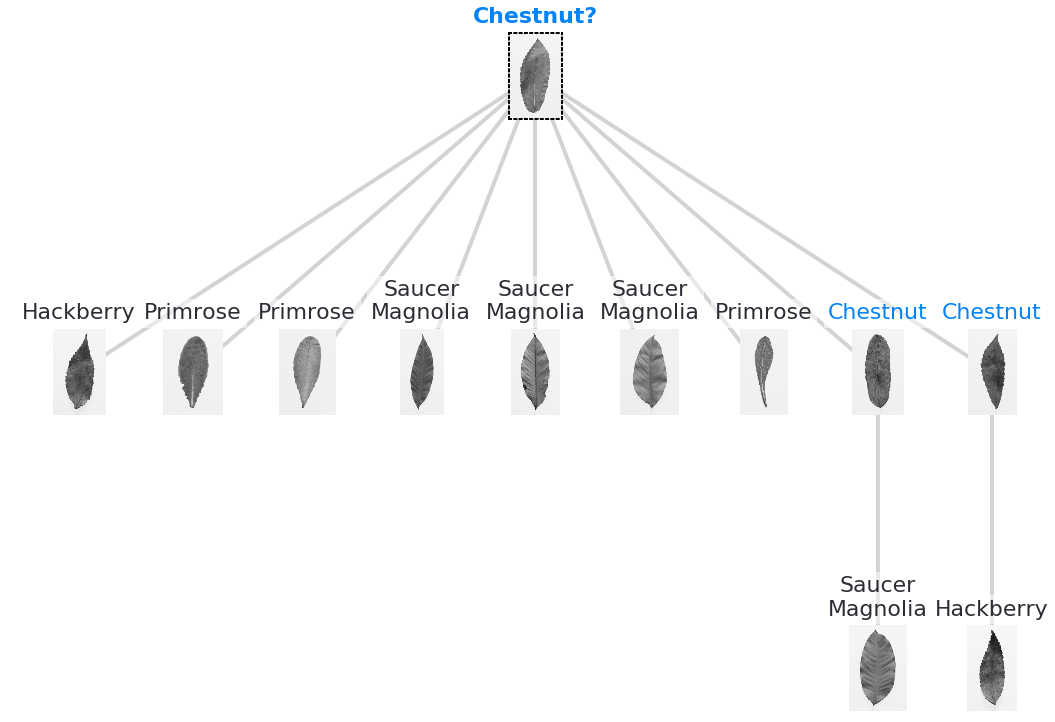 Chestnut?
Hackberry
Primrose
Primrose
Saucer
Magnolia
Saucer
Magnolia
Saucer
Magnolia
Primrose
Chestnut
Chestnut
Saucer
Magnolia
Hackberry